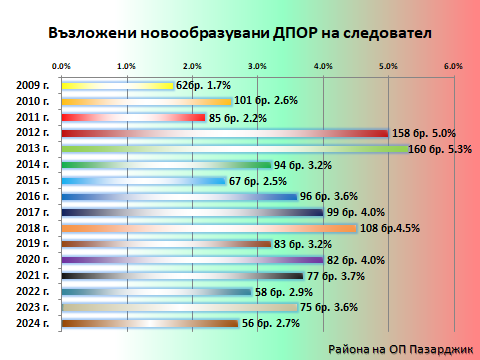 Възложени новообразувани ДПОР на следовател
0.0% 1.0% 2.0% 3.0% 4.0% 5.0% 6.0%
2009 г. 62бр. 1.7%
2010 г. 101 бр. 2.6%
2011 г. 85 бр. 2.2%
2012 г. 158 бр. 5.0%
2013 г. 160 бр. 5.3%
2014 г. 94 бр. 3.2%
2015 г. 67 бр. 2.5%
2016 г. 96 бр. 3.6%
2017 г. 99 бр. 4.0%
2018 г. 108 бр.4.5%
2019 г. 83 бр. 3.2%
2020 г. 82 бр. 4.0%
2021 г. 77 бр. 3.7%
2022 г. 58 бр. 2.9%
2023 г. 75 бр. 3.6%
2024 г. 56 бр. 2.7%
Района на ОП Пазарджик